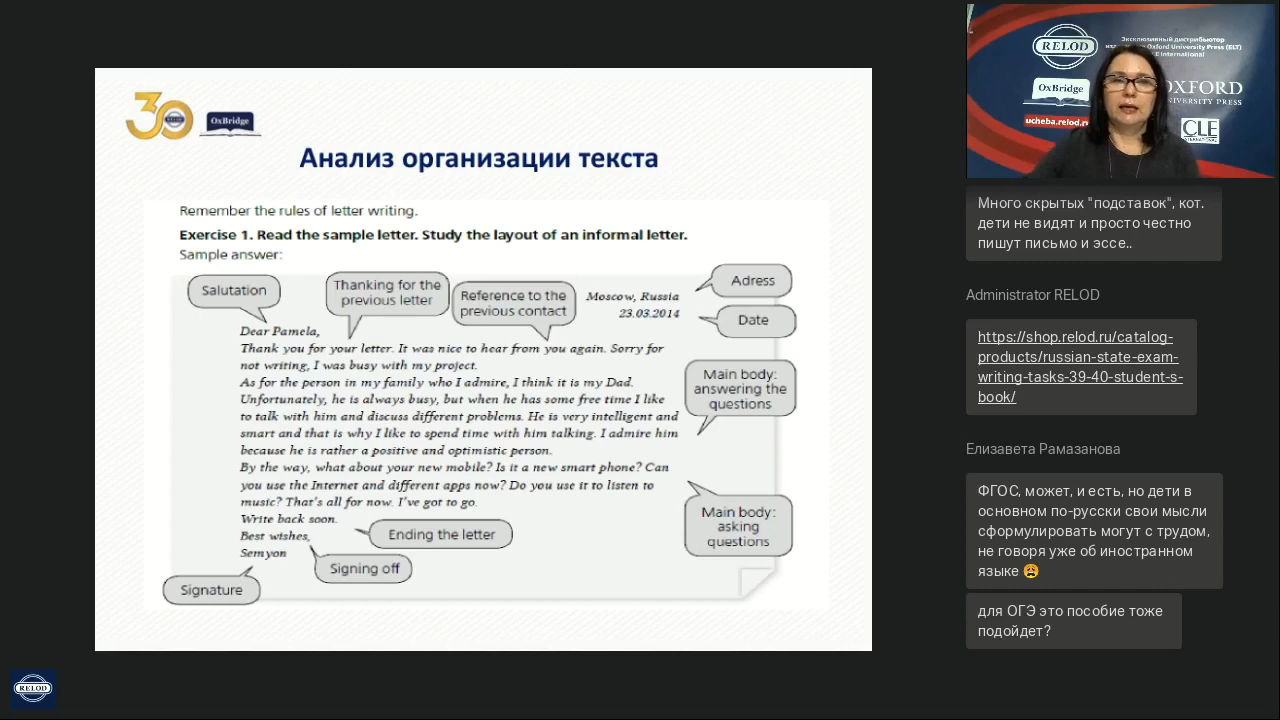 30
RELOD
OxBridge
Анализ организации текста
Remember the rules of letter writing.
Exercise 1. Read the sample letter. Study the layout of an informal letter.
Sample answer:
Salutation
Thanking for the
previous letter
Reference to the
previous contact
Adress
Date
Moscow, Russia
23.03.2014
Dear Pamela,
Thank you for your letter. It was nice to hear from you again. Sorry for
not writing, I was busy with my project.
As for the person in my family who I admire, I think it is my Dad.
Unfortunately, he is always busy, but when he has some free time I like
to talk with him and discuss different problems. He is very intelligent and
smart and that is why I like to spend time with him talking. I admire him
because he is rather a positive and optimistic person.
By the way, what about your new mobile? Is it a new smart phone? Can
you use the Internet and different apps now? Do you use it to listen to
music? That's all for now. I've got to go.
Write back soon.
Best wishes,
Semyon
Main body:
answering the
questions
Main body:
asking
questions
Ending the letter
Signing off
Signature
RELOD
RELOD
Эксклюзивный дистрибьютор
Oxford University Press (ELT)
International
OxBridge
ucheba.relod.r
OXFORD
UNIVERSITY PRESS
CLE
INTERNATIONAL
Много скрытых "подставок", кот.
дети не видят и просто честно
пишут письмо и эссе..
Administrator RELOD
https://shop.relod.ru/catalog-
products/russian-state-exam-
writing-tasks-39-40-student-s-
book/
Елизавета Рамазанова
ФГОС, может, и есть, но дети в
основном по-русски свои мысли
сформулировать могут с трудом,
не говоря уже об иностранном
языке 😩
для ОГЭ это пособие тоже
подойдет?